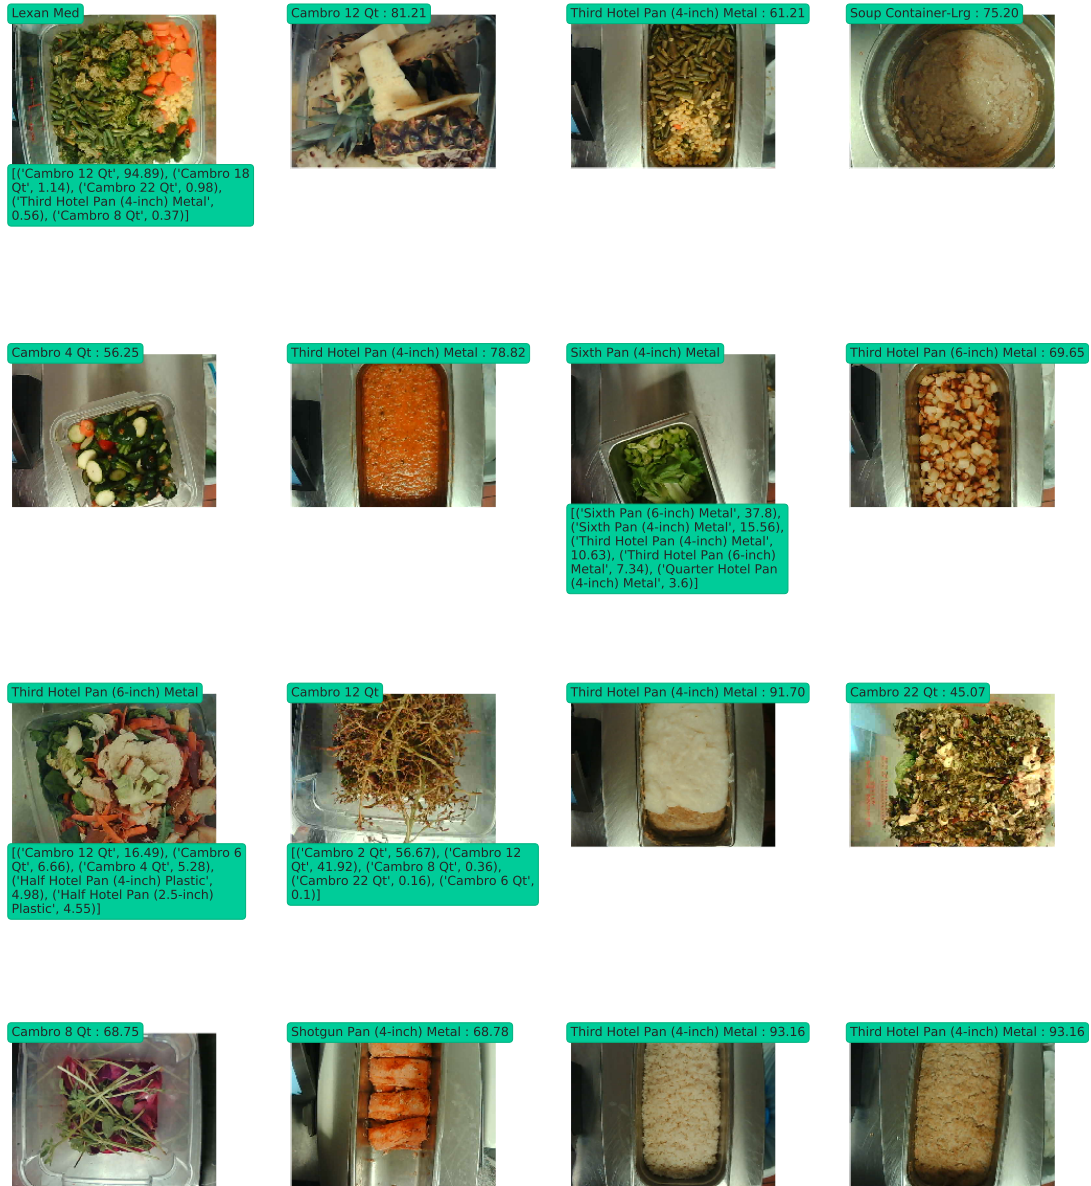 Lexan Med
Cambro 12 Qt : 81.21
Third Hotel Pan (4-inch) Metal : 61.21
Soup Container-Lrg : 75.20
[('Cambro 12 Qt', 94.89), ('Cambro 18
Qt', 1.14), ('Cambro 22 Qt', 0.98),
('Third Hotel Pan (4-inch) Metal',
0.56), ('Cambro 8 Qt', 0.37)]
Cambro 4 Qt : 56.25
Third Hotel Pan (4-inch) Metal : 78.82
Sixth Pan (4-inch) Metal
Third Hotel Pan (6-inch) Metal : 69.65
[('Sixth Pan (6-inch) Metal', 37.8),
('Sixth Pan (4-inch) Metal', 15.56),
('Third Hotel Pan (4-inch) Metal',
10.63), ('Third Hotel Pan (6-inch)
Metal', 7.34), ('Quarter Hotel Pan
(4-inch) Metal', 3.6)]
Third Hotel Pan (6-inch) Metal
Cambro 12 Qt
Third Hotel Pan (4-inch) Metal : 91.70
Cambro 22 Qt : 45.07
[('Cambro 12 Qt', 16.49), ('Cambro 6
Qt', 6.66), ('Cambro 4 Qt', 5.28),
('Half Hotel Pan (4-inch) Plastic',
4.98), ('Half Hotel Pan (2.5-inch)
Plastic', 4.55)]
[('Cambro 2 Qt', 56.67), ('Cambro 12
Qt', 41.92), ('Cambro 8 Qt', 0.36),
('Cambro 22 Qt', 0.16), ('Cambro 6 Qt',
0.1)]
Cambro 8 Qt : 68.75
Shotgun Pan (4-inch) Metal : 68.78
Third Hotel Pan (4-inch) Metal : 93.16
Third Hotel Pan (4-inch) Metal : 93.16